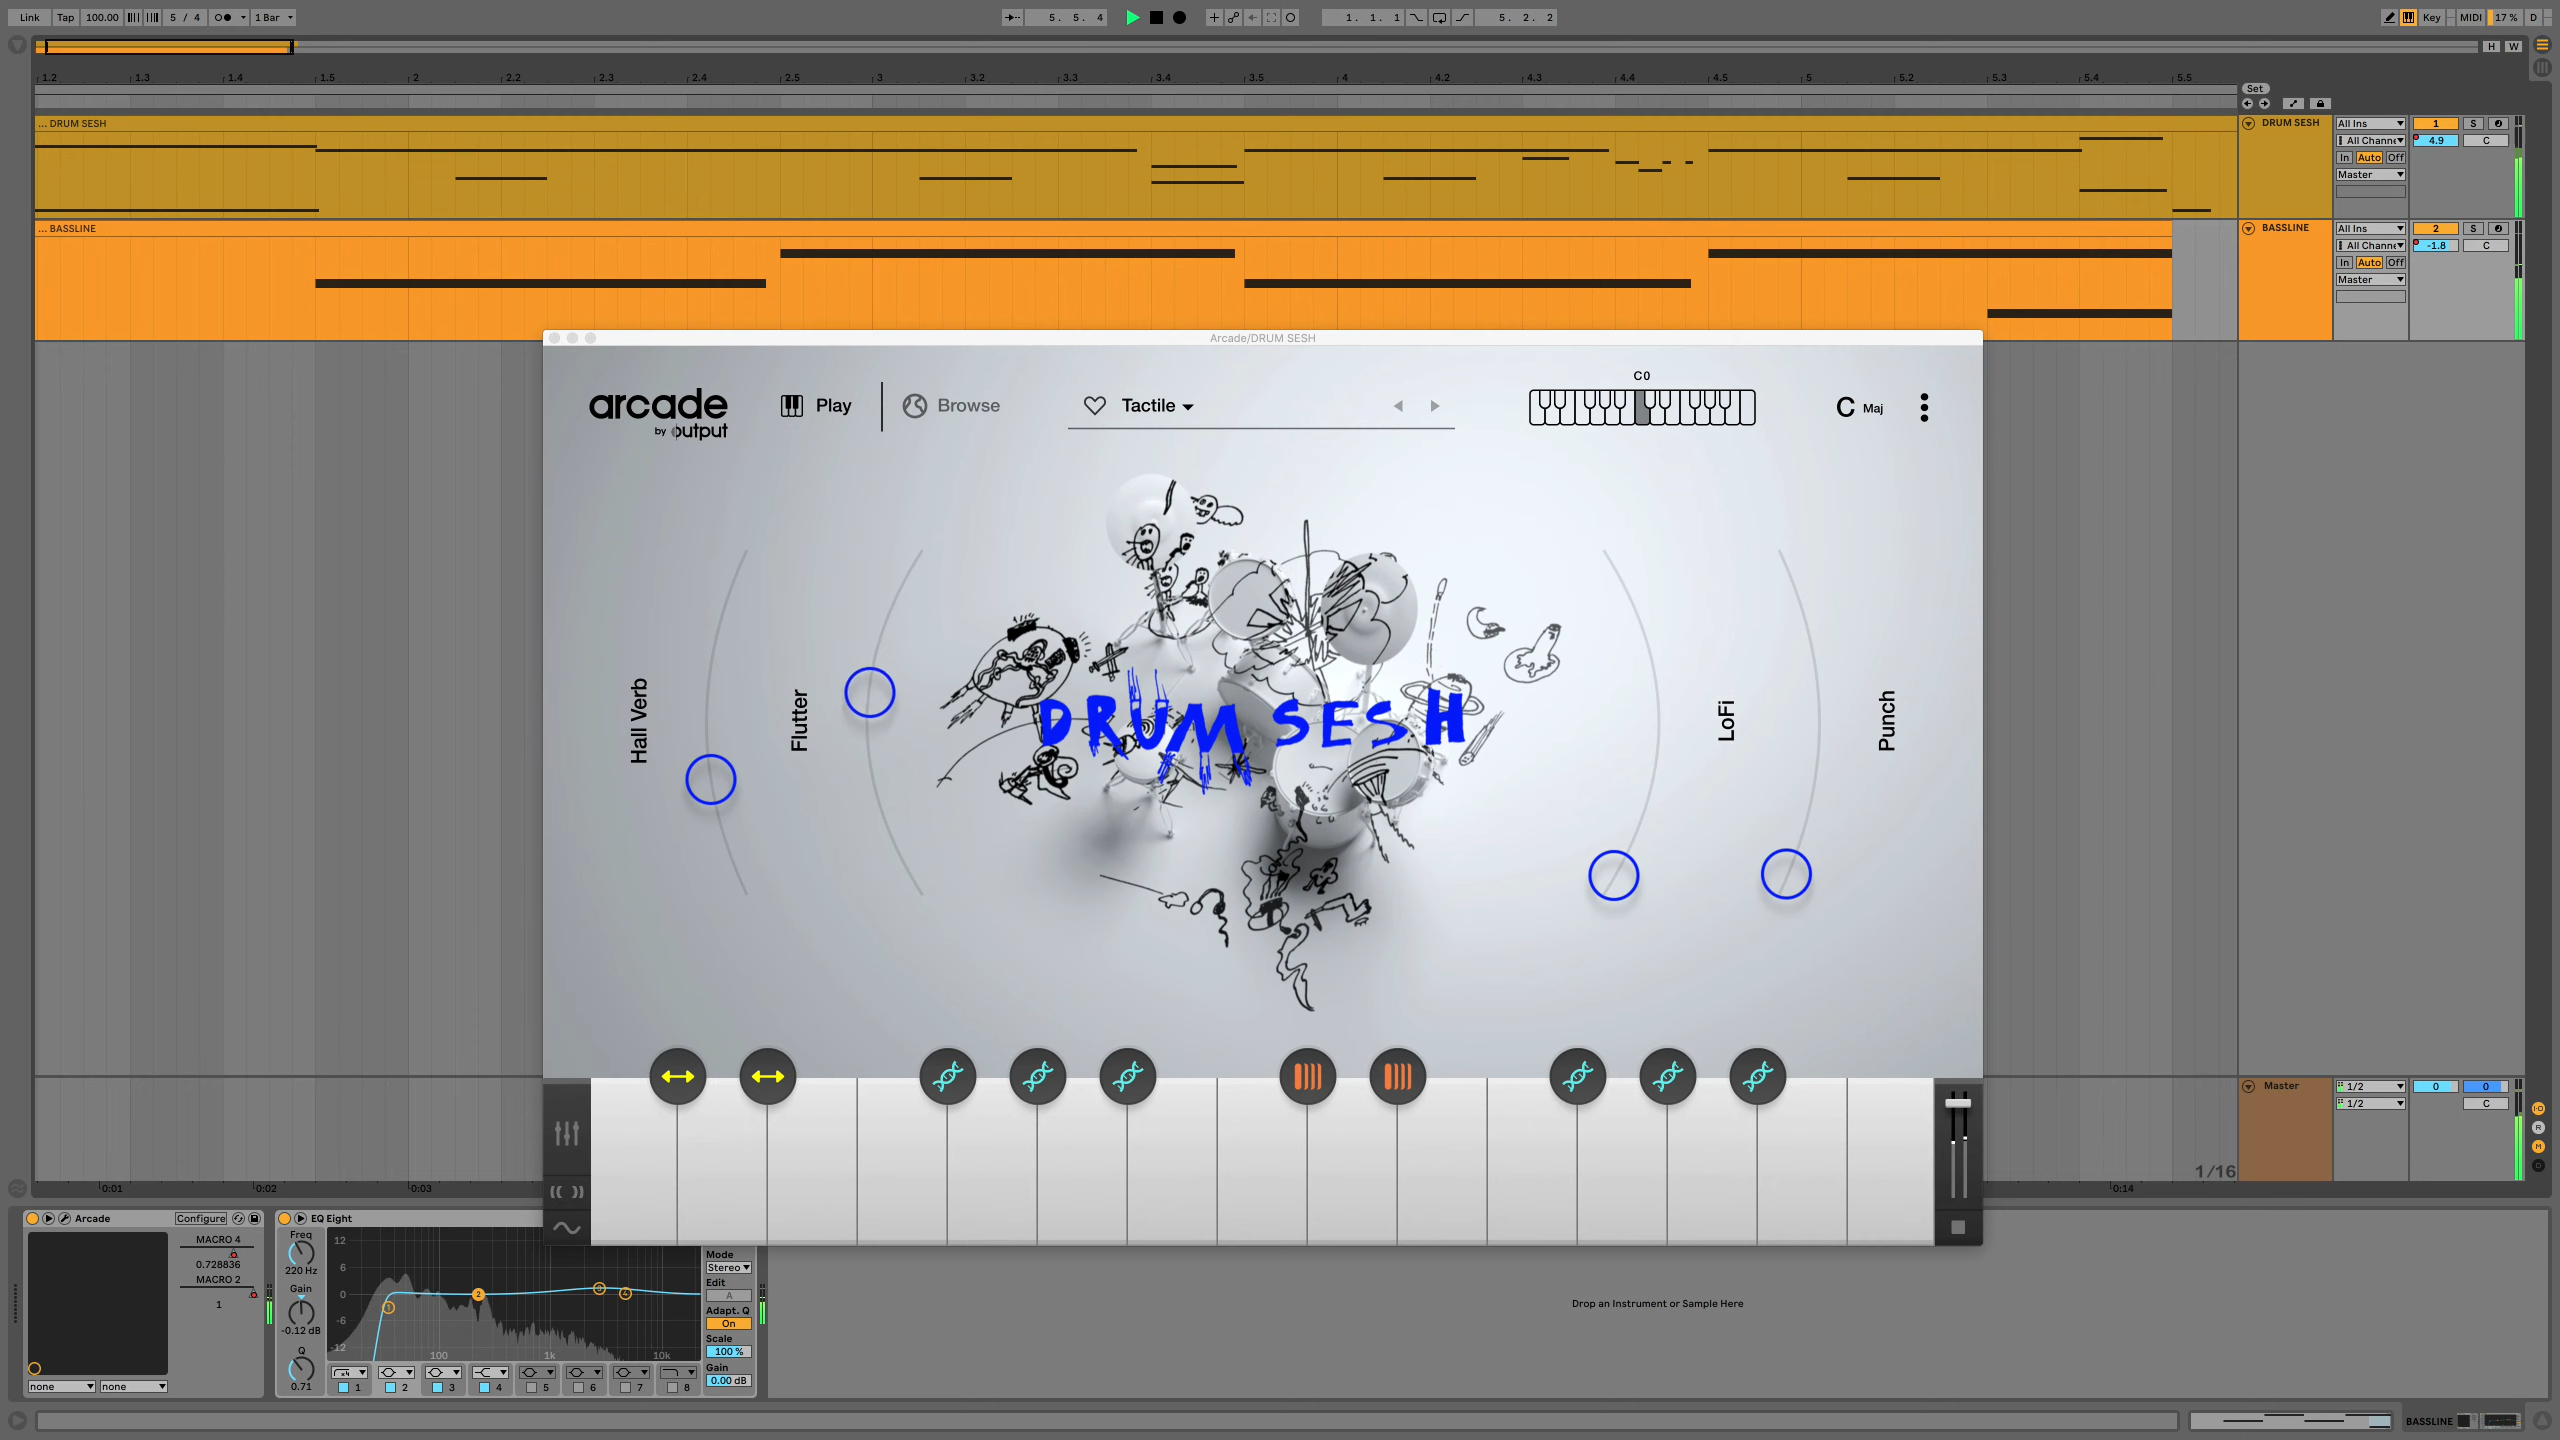 Link Tap 100.00 5 / 4 1 Bar 5. 5. 4 1. 1. 1 5. 2. 2 Key MIDI 17 % D
H W
1.2 1.3 1.4 1.5 2 2.2 2.3 2.4 2.5 3 3.2 3.3 3.4 3.5 4 4.2 4.3 4.4 4.5 5 5.2 5.3 5.4 5.5
Set
... DRUM SESH
DRUM SESH All Ins 1 S
All Channe 4.9 C
In Auto Off
Master
... BASSLINE
BASSLINE All Ins 2 S
All Channe -1.8 C
In Auto Off
Master
Arcade/DRUM SESH
arcade
by output
Play
Browse
Tactile
C0
C Maj
Hall Verb
Flutter
DRUM SESH
LoFi
Punch
Master 1/2 0 0
1/2 C
1/16
0:01 0:02 0:03 0:14
Arcade Configure
MACRO 4
0.728836
MACRO 2
1
none none
EQ Eight
Freq
220 Hz
Gain
-0.12 dB
Q
0.71
12
6
0
-6
-12
100 1k 10k
1 2 3 4
1 2 3 4 5 6 7 8
Mode
Stereo
Edit
A
Adapt. Q
On
Scale
100 %
Gain
0.00 dB
Drop an Instrument or Sample Here
BASSLINE